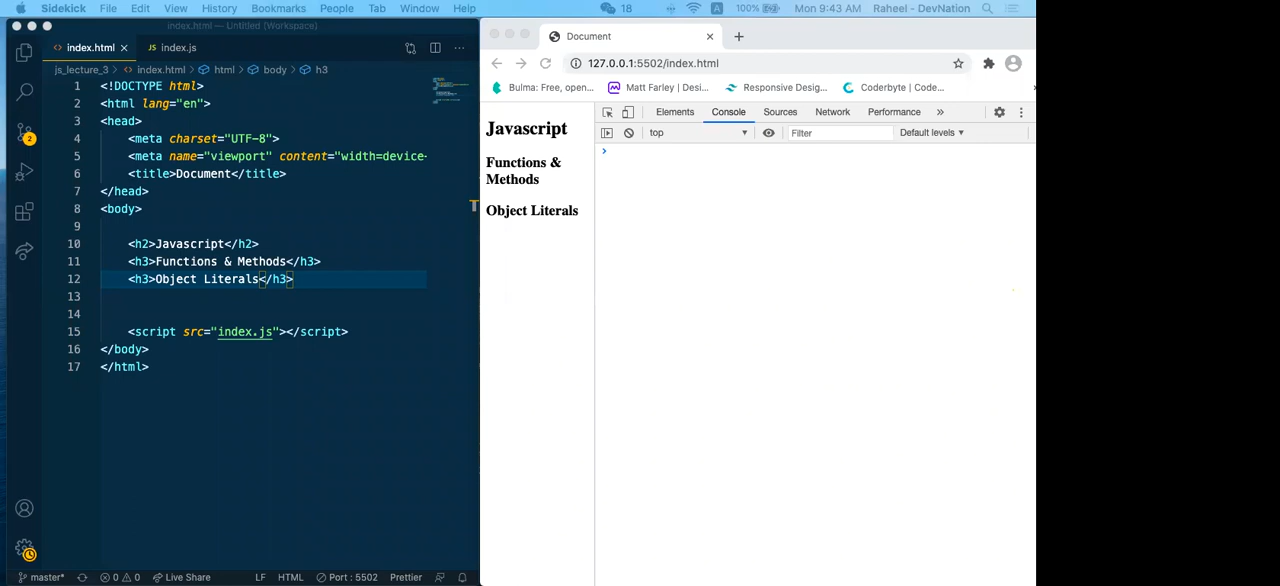 Sidekick File Edit View History Bookmarks People Tab Window Help 18 A 100% Mon 9:43 AM Raheel - DevNation
index.html — Untitled (Workspace)
index.html × JS index.js
js_lecture_3 > index.html > html > body > h3
1 <!DOCTYPE html>
2 <html lang="en">
3 <head>
4 <meta charset="UTF-8">
5 <meta name="viewport" content="width=device-
6 <title>Document</title>
7 </head>
8 <body>
9
10 <h2>Javascript</h2>
11 <h3>Functions & Methods</h3>
12 <h3>Object Literals</h3>
13
14
15 <script src="index.js"></script>
16 </body>
17 </html>
2
master* 0 0 Live Share LF HTML Port : 5502 Prettier
Document × +
127.0.0.1:5502/index.html
Bulma: Free, open... Matt Farley | Desi... Responsive Desig... Coderbyte | Code...
Elements Console Sources Network Performance »
top Filter Default levels
Javascript
Functions &
Methods
Object Literals